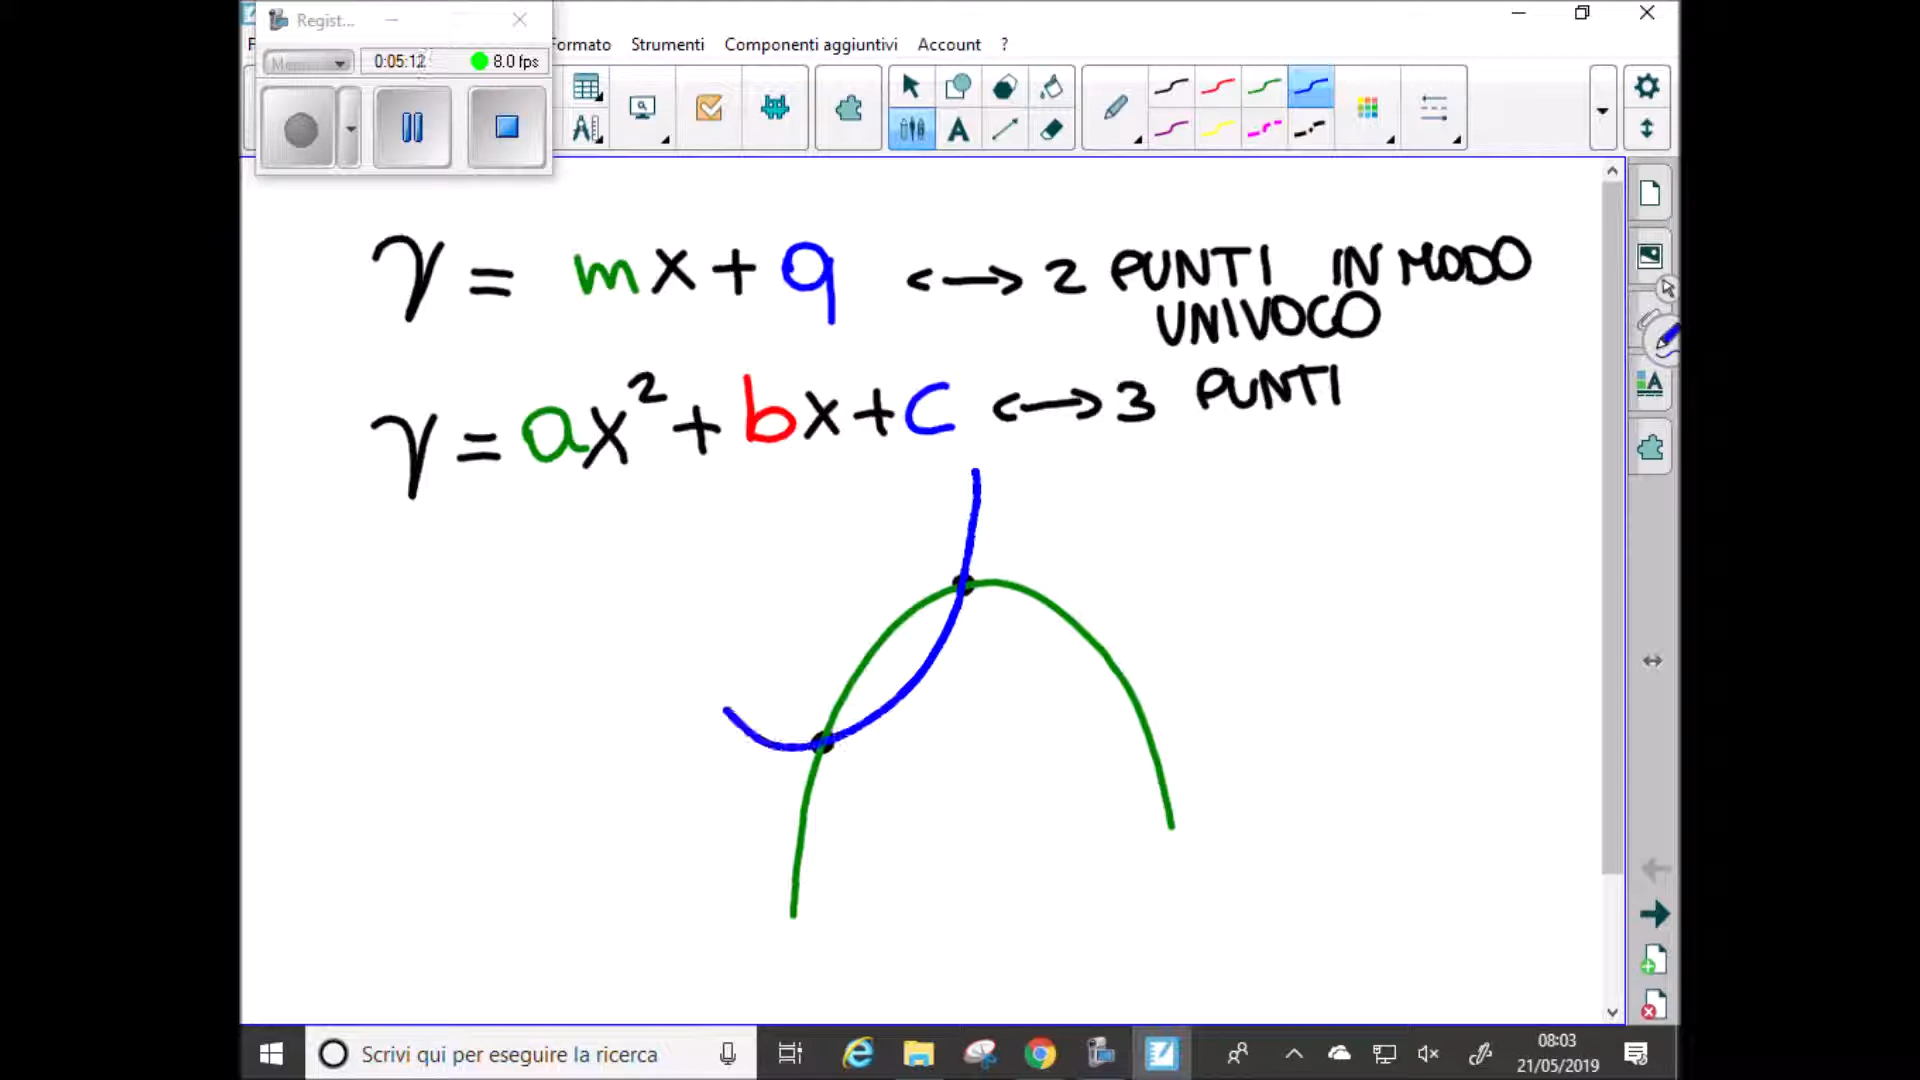 Regist...
0:05:12 8.0 fps
Formato Strumenti Componenti aggiuntivi Account ?
y = mx + q ⟷ 2 PUNTI IN MODO
UNIVOCO
y = ax² + bx + c ⟷ 3 PUNTI
Scrivi qui per eseguire la ricerca
08:03
21/05/2019